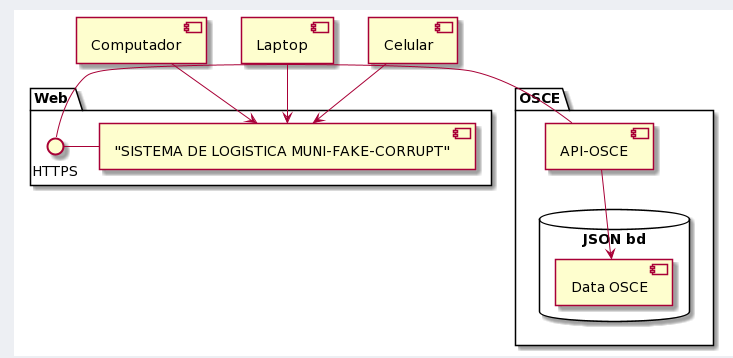 Computador
Laptop
Celular
Web
OSCE
"SISTEMA DE LOGISTICA MUNI-FAKE-CORRUPT"
API-OSCE
HTTPS
JSON bd
Data OSCE